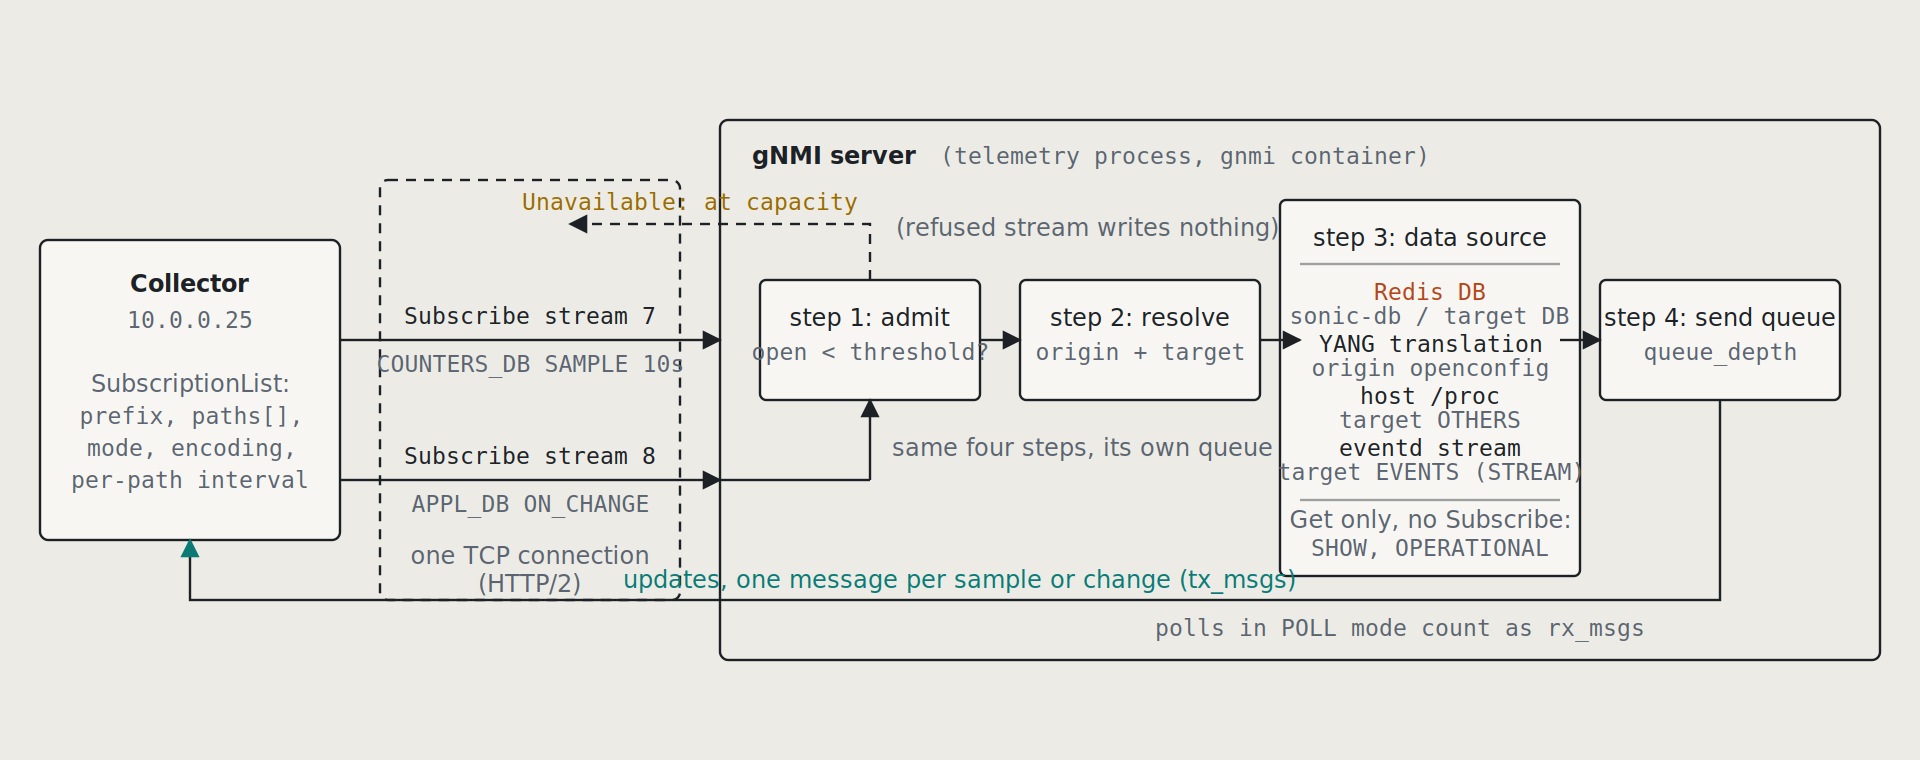 gNMI server (telemetry process, gnmi container)
Unavailable: at capacity
(refused stream writes nothing)
Collector
10.0.0.25
SubscriptionList:
prefix, paths[],
mode, encoding,
per-path interval
Subscribe stream 7
COUNTERS_DB SAMPLE 10s
Subscribe stream 8
APPL_DB ON_CHANGE
one TCP connection
(HTTP/2)
step 1: admit
open < threshold?
step 2: resolve
origin + target
same four steps, its own queue
step 3: data source
Redis DB
sonic-db / target DB
YANG translation
origin openconfig
host /proc
target OTHERS
eventd stream
target EVENTS (STREAM)
Get only, no Subscribe:
SHOW, OPERATIONAL
step 4: send queue
queue_depth
updates, one message per sample or change (tx_msgs)
polls in POLL mode count as rx_msgs